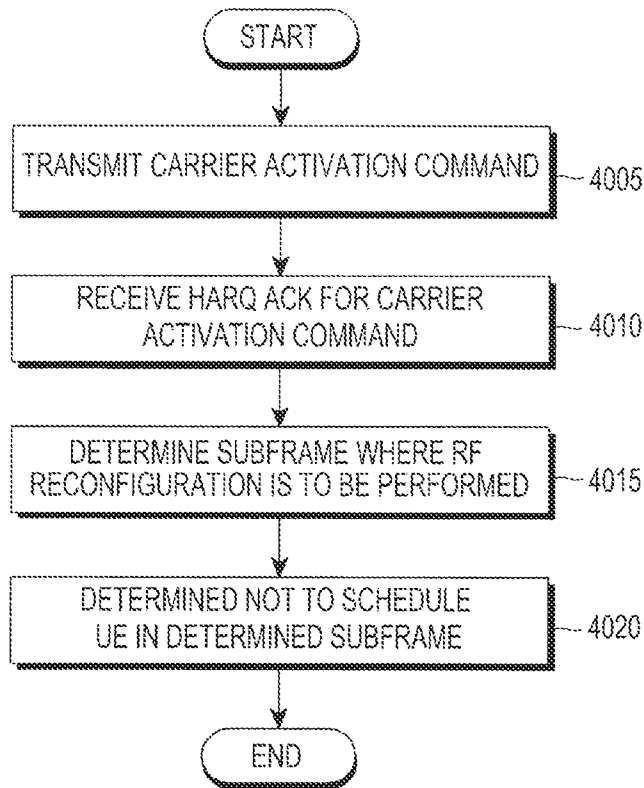 START
TRANSMIT CARRIER ACTIVATION COMMAND
4005
RECEIVE HARQ ACK FOR CARRIER
ACTIVATION COMMAND
4010
DETERMINE SUBFRAME WHERE RF
RECONFIGURATION IS TO BE PERFORMED
4015
DETERMINED NOT TO SCHEDULE
UE IN DETERMINED SUBFRAME
4020
END